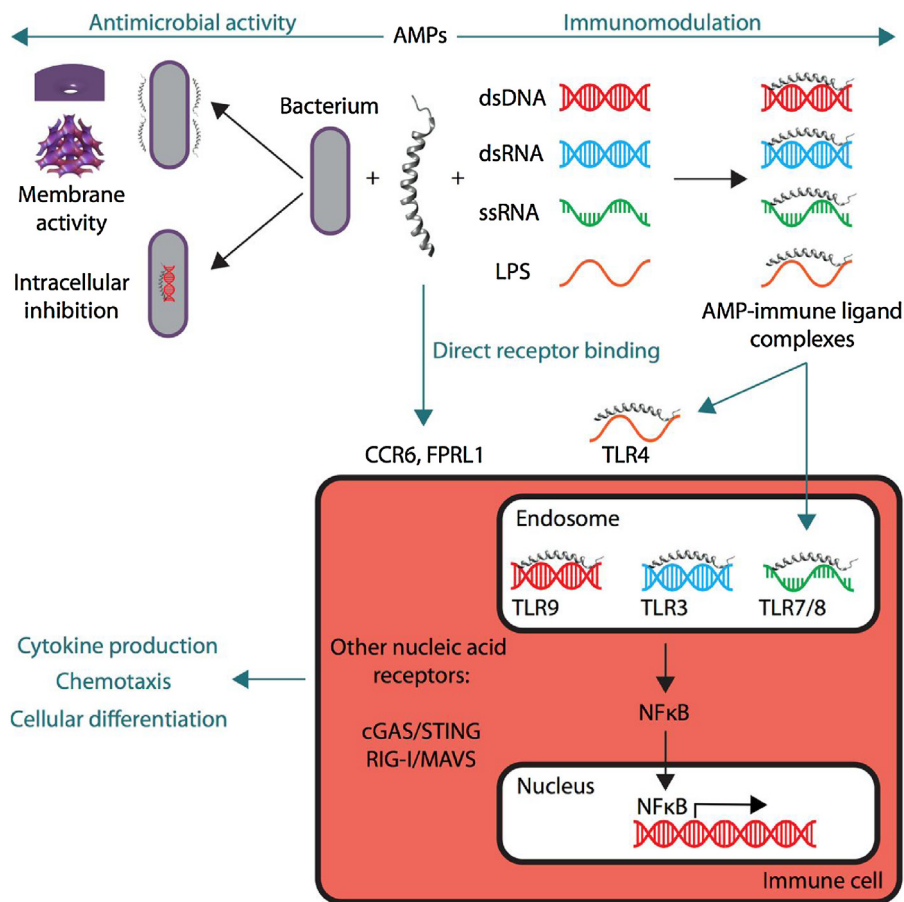 Antimicrobial activity
AMPs
Immunomodulation
Bacterium
+
+
dsDNA
dsRNA
ssRNA
LPS
Membrane
activity
Intracellular
inhibition
AMP-immune ligand
complexes
Direct receptor binding
CCR6, FPRL1
TLR4
Endosome
TLR9
TLR3
TLR7/8
Other nucleic acid
receptors:
cGAS/STING
RIG-I/MAVS
NFκB
Cytokine production
Chemotaxis
Cellular differentiation
Nucleus
NFκB
Immune cell